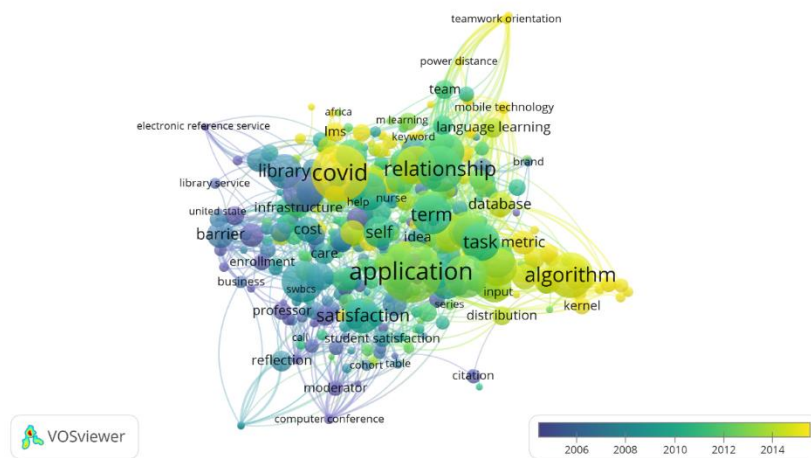 teamwork orientation
power distance
team
africa
m learning
mobile technology
electronic reference service
lms
keyword
language learning
library
covid
relationship
brand
library service
help
nurse
united state
infrastructure
term
database
barrier
cost
self
idea
task
metric
care
enrollment
application
algorithm
business
swbcs
input
series
kernel
professor
satisfaction
distribution
call
student satisfaction
reflection
cohort
table
citation
moderator
computer conference
VOSviewer
2006 2008 2010 2012 2014